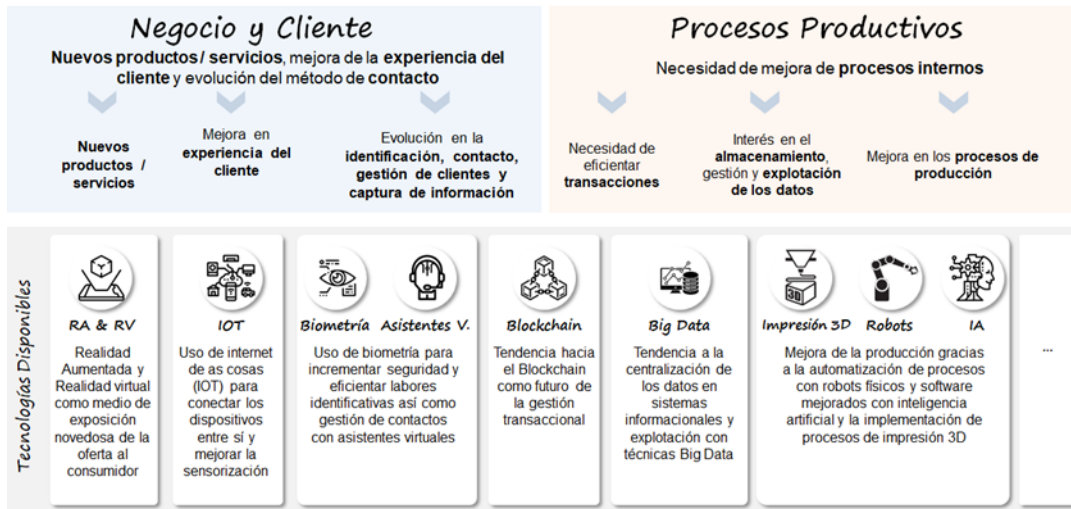 Negocio y Cliente
Nuevos productos / servicios, mejora de la experiencia del
cliente y evolución del método de contacto
Nuevos
productos /
servicios
Mejora en
experiencia del
cliente
Evolución en la
identificación, contacto,
gestión de clientes y
captura de información
Procesos Productivos
Necesidad de mejora de procesos internos
Necesidad de
eficientar
transacciones
Interés en el
almacenamiento,
gestión y explotación
de los datos
Mejora en los procesos de
producción
Tecnologías Disponibles
RA & RV
Realidad
Aumentada y
Realidad virtual
como medio de
exposición
novedosa de la
oferta al
consumidor
IOT
Uso de internet
de as cosas
(IOT) para
conectar los
dispositivos
entre sí y
mejorar la
sensorización
Biometría Asistentes V.
Uso de biometría para
incrementar seguridad y
eficientar labores
identificativas así como
gestión de contactos
con asistentes virtuales
Blockchain
Tendencia hacia
el Blockchain
como futuro de
la gestión
transaccional
Big Data
Tendencia a la
centralización de
los datos en
sistemas
informacionales y
explotación con
técnicas Big Data
3D
Impresión 3D Robots IA
Mejora de la producción gracias
a la automatización de procesos
con robots físicos y software
mejorados con inteligencia
artificial y la implementación de
procesos de impresión 3D
...